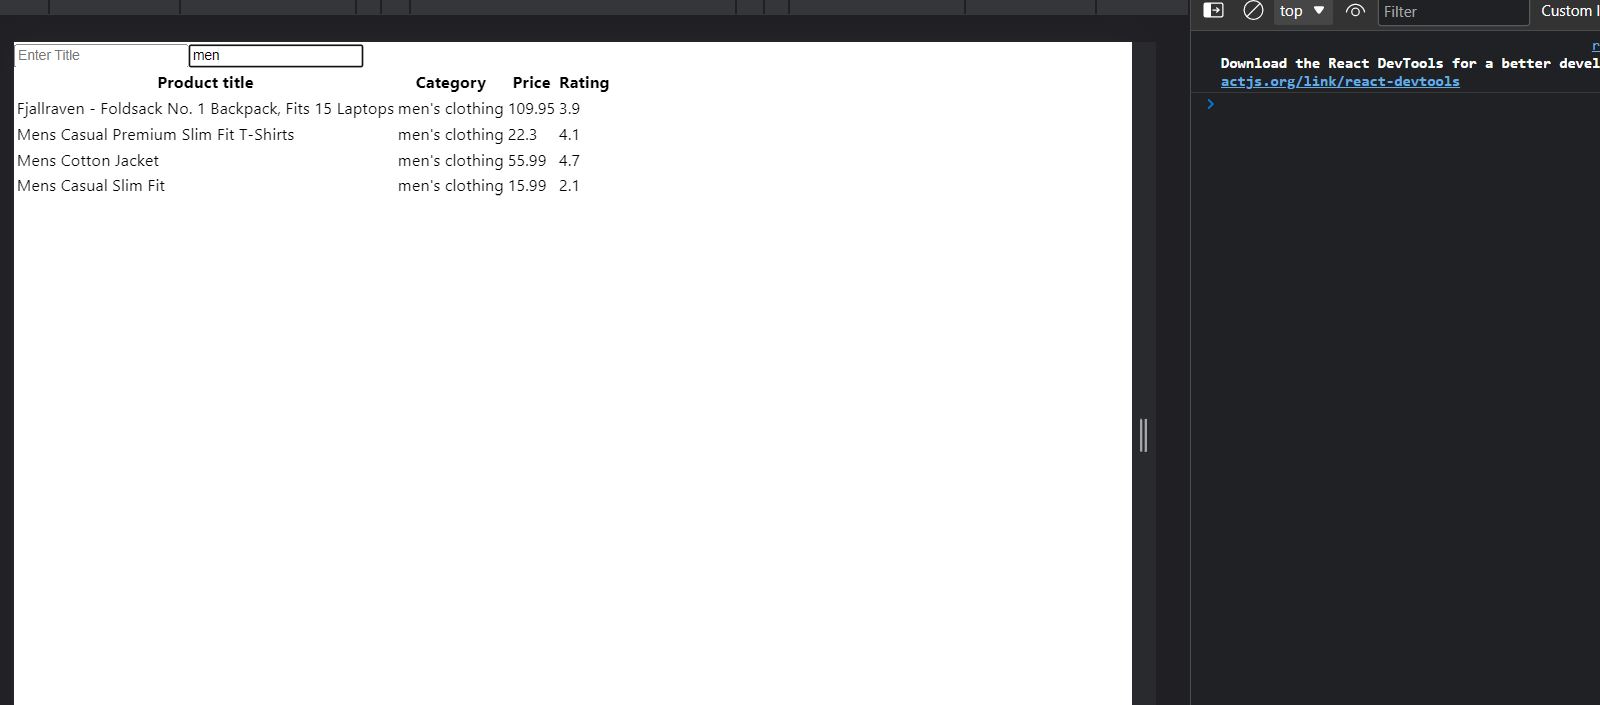 top Filter Custom
Enter Title men
Product title Category Price Rating
Fjallraven - Foldsack No. 1 Backpack, Fits 15 Laptops men's clothing 109.95 3.9
Mens Casual Premium Slim Fit T-Shirts men's clothing 22.3 4.1
Mens Cotton Jacket men's clothing 55.99 4.7
Mens Casual Slim Fit men's clothing 15.99 2.1
Download the React DevTools for a better devel
actjs.org/link/react-devtools